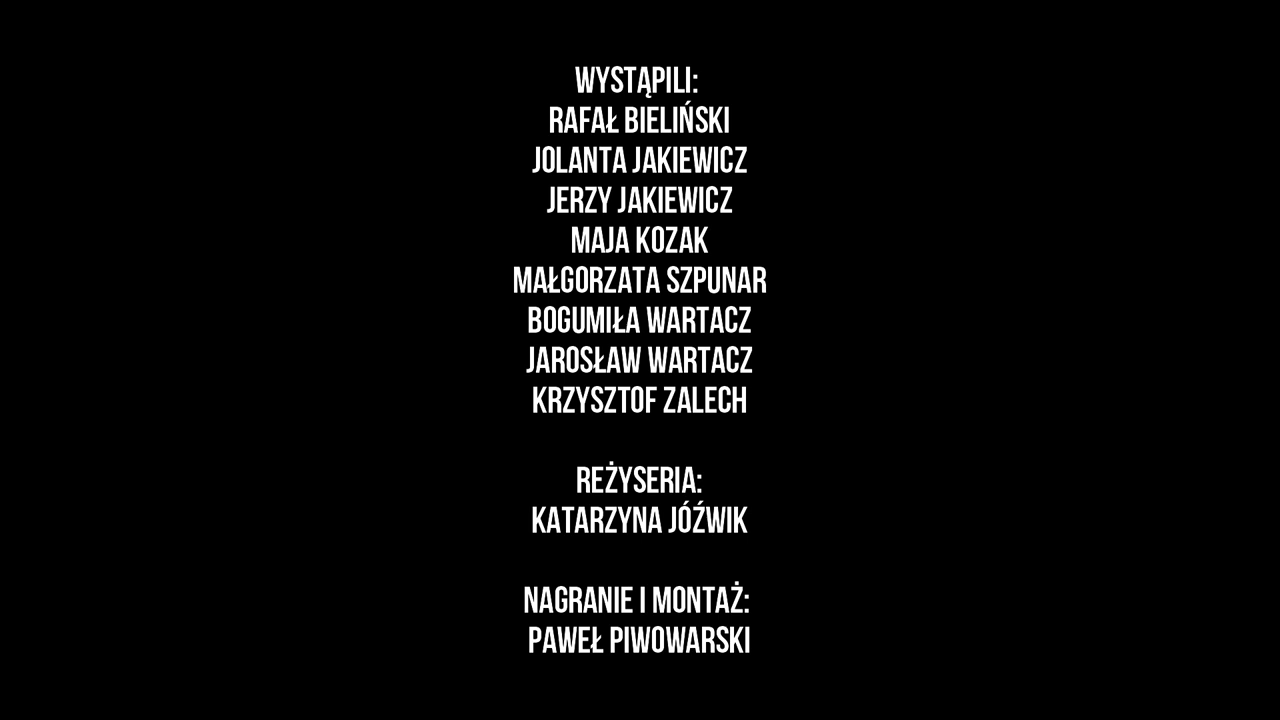 WYSTĄPILI:
RAFAŁ BIELIŃSKI
JOLANTA JAKIEWICZ
JERZY JAKIEWICZ
MAJA KOZAK
MAŁGORZATA SZPUNAR
BOGUMIŁA WARTACZ
JAROSŁAW WARTACZ
KRZYSZTOF ZALECH
REŻYSERIA:
KATARZYNA JÓŹWIK
NAGRANIE I MONTAŻ:
PAWEŁ PIWOWARSKI